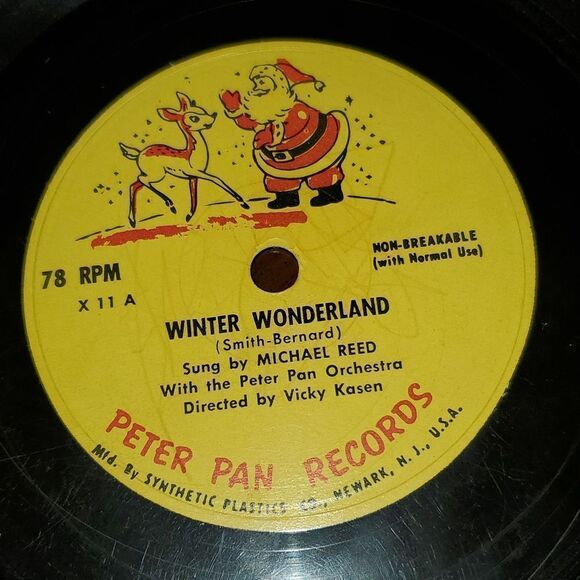 NON-BREAKABLE
(with Normal Use)
78 RPM
X 11 A
WINTER WONDERLAND
(Smith-Bernard)
Sung by MICHAEL REED
With the Peter Pan Orchestra
Directed by Vicky Kasen
PETER PAN RECORDS
Mfd. By SYNTHETIC PLASTICS CO., NEWARK, N. J., U.S.A.